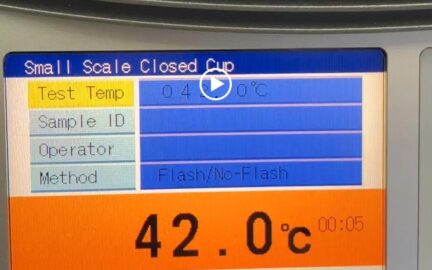 Small Scale Closed Cup
Test Temp
Sample ID
Operator
Method Flash/No-Flash
42.0°C 00:05